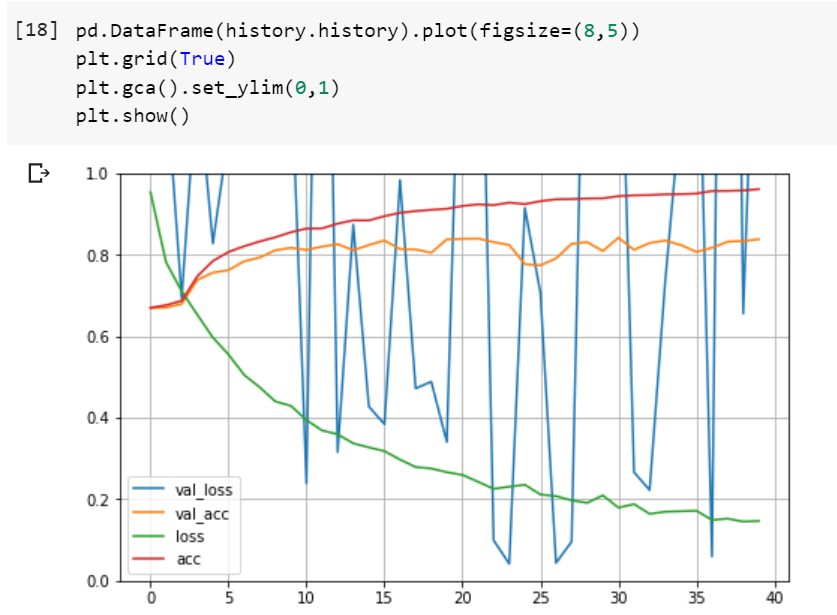 [18] pd.DataFrame(history.history).plot(figsize=(8,5))
plt.grid(True)
plt.gca().set_ylim(0,1)
plt.show()
1.0
0.8
0.6
0.4
0.2
0.0
val_loss
val_acc
loss
acc
0 5 10 15 20 25 30 35 40